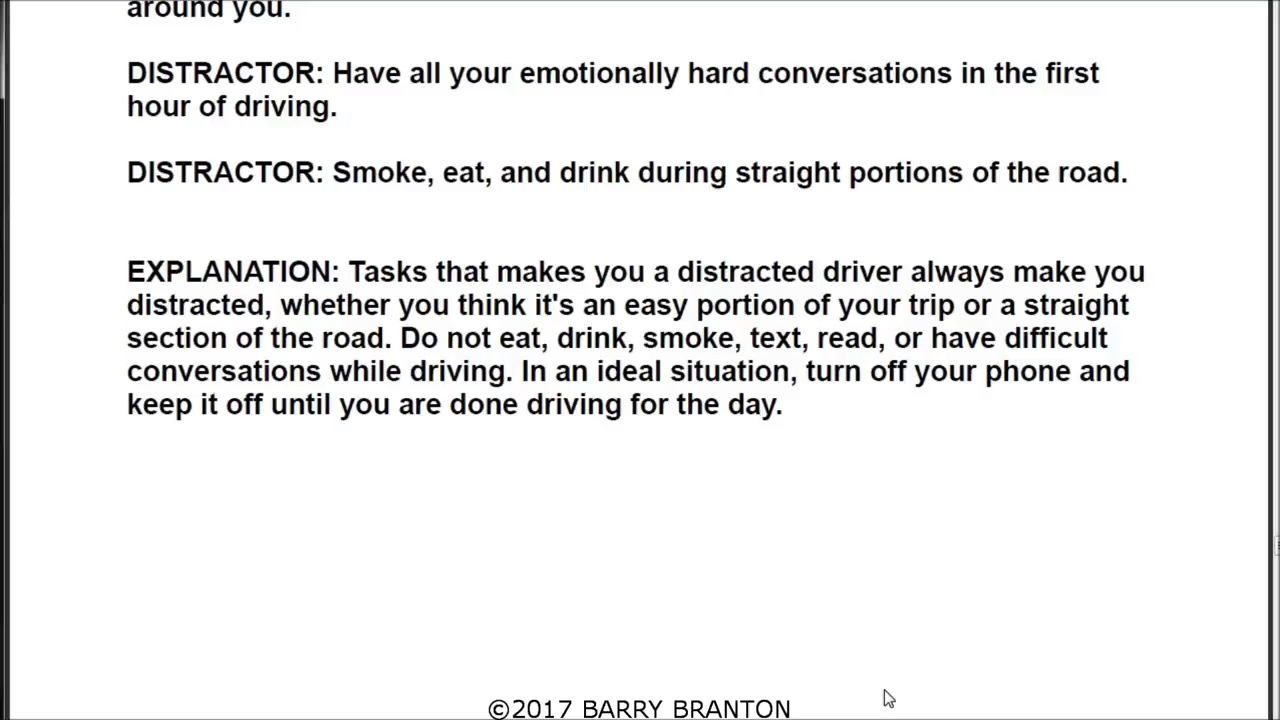 around you.
DISTRACTOR: Have all your emotionally hard conversations in the first
hour of driving.
DISTRACTOR: Smoke, eat, and drink during straight portions of the road.
EXPLANATION: Tasks that makes you a distracted driver always make you
distracted, whether you think it's an easy portion of your trip or a straight
section of the road. Do not eat, drink, smoke, text, read, or have difficult
conversations while driving. In an ideal situation, turn off your phone and
keep it off until you are done driving for the day.
©2017 BARRY BRANTON